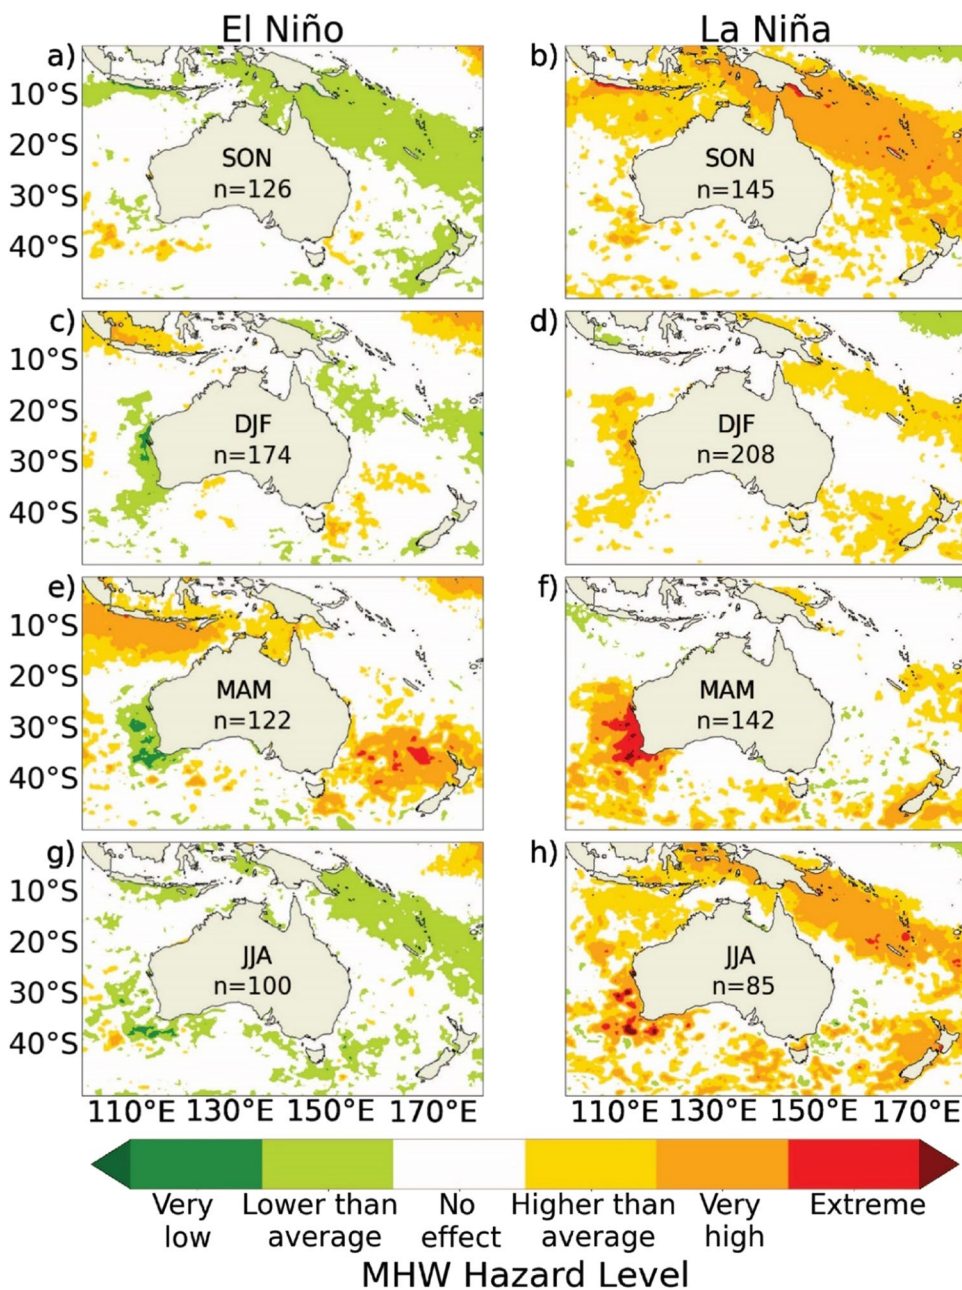 El Niño
La Niña
a)
b)
10°S
20°S
30°S
40°S
SON
n=126
SON
n=145
c)
d)
10°S
20°S
30°S
40°S
DJF
n=174
DJF
n=208
e)
f)
10°S
20°S
30°S
40°S
MAM
n=122
MAM
n=142
g)
h)
10°S
20°S
30°S
40°S
JJA
n=100
JJA
n=85
110°E 130°E 150°E 170°E
110°E 130°E 150°E 170°E
Very Lower than No Higher than Very Extreme
low average effect average high
MHW Hazard Level